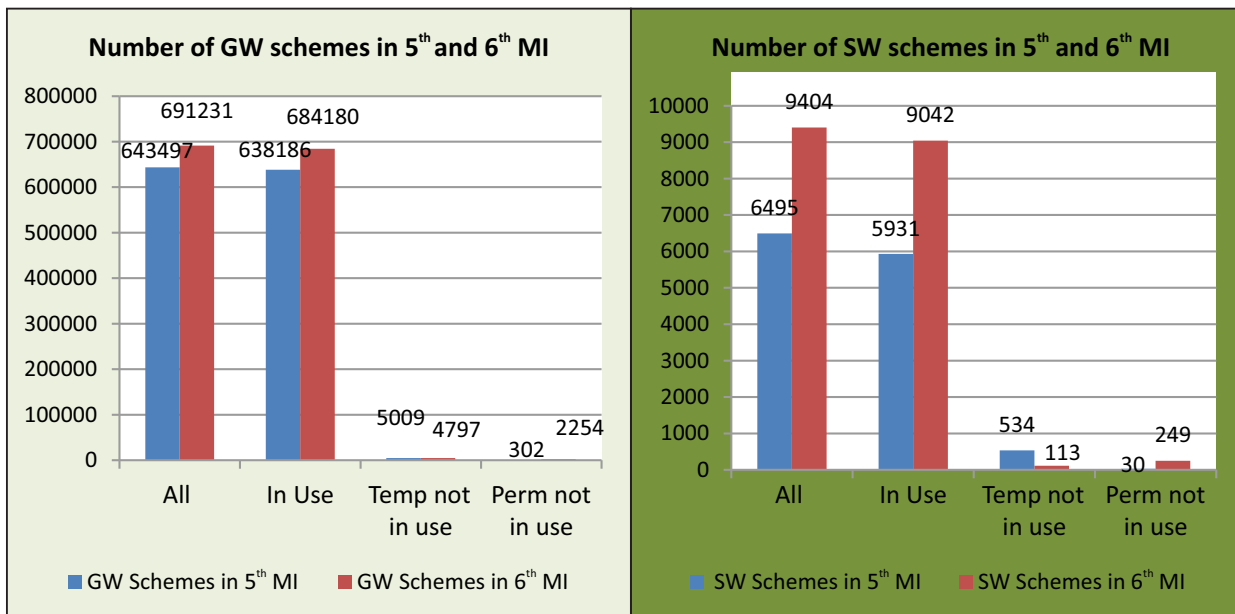 Number of GW schemes in 5th and 6th MI
800000
700000
600000
500000
400000
300000
200000
100000
0
691231
643497
684180
638186
5009
4797
302
2254
All
In Use
Temp not in use
Perm not in use
GW Schemes in 5th MI
GW Schemes in 6th MI
Number of SW schemes in 5th and 6th MI
10000
9000
8000
7000
6000
5000
4000
3000
2000
1000
0
9404
6495
9042
5931
534
113
30
249
All
In Use
Temp not in use
Perm not in use
SW Schemes in 5th MI
SW Schemes in 6th MI